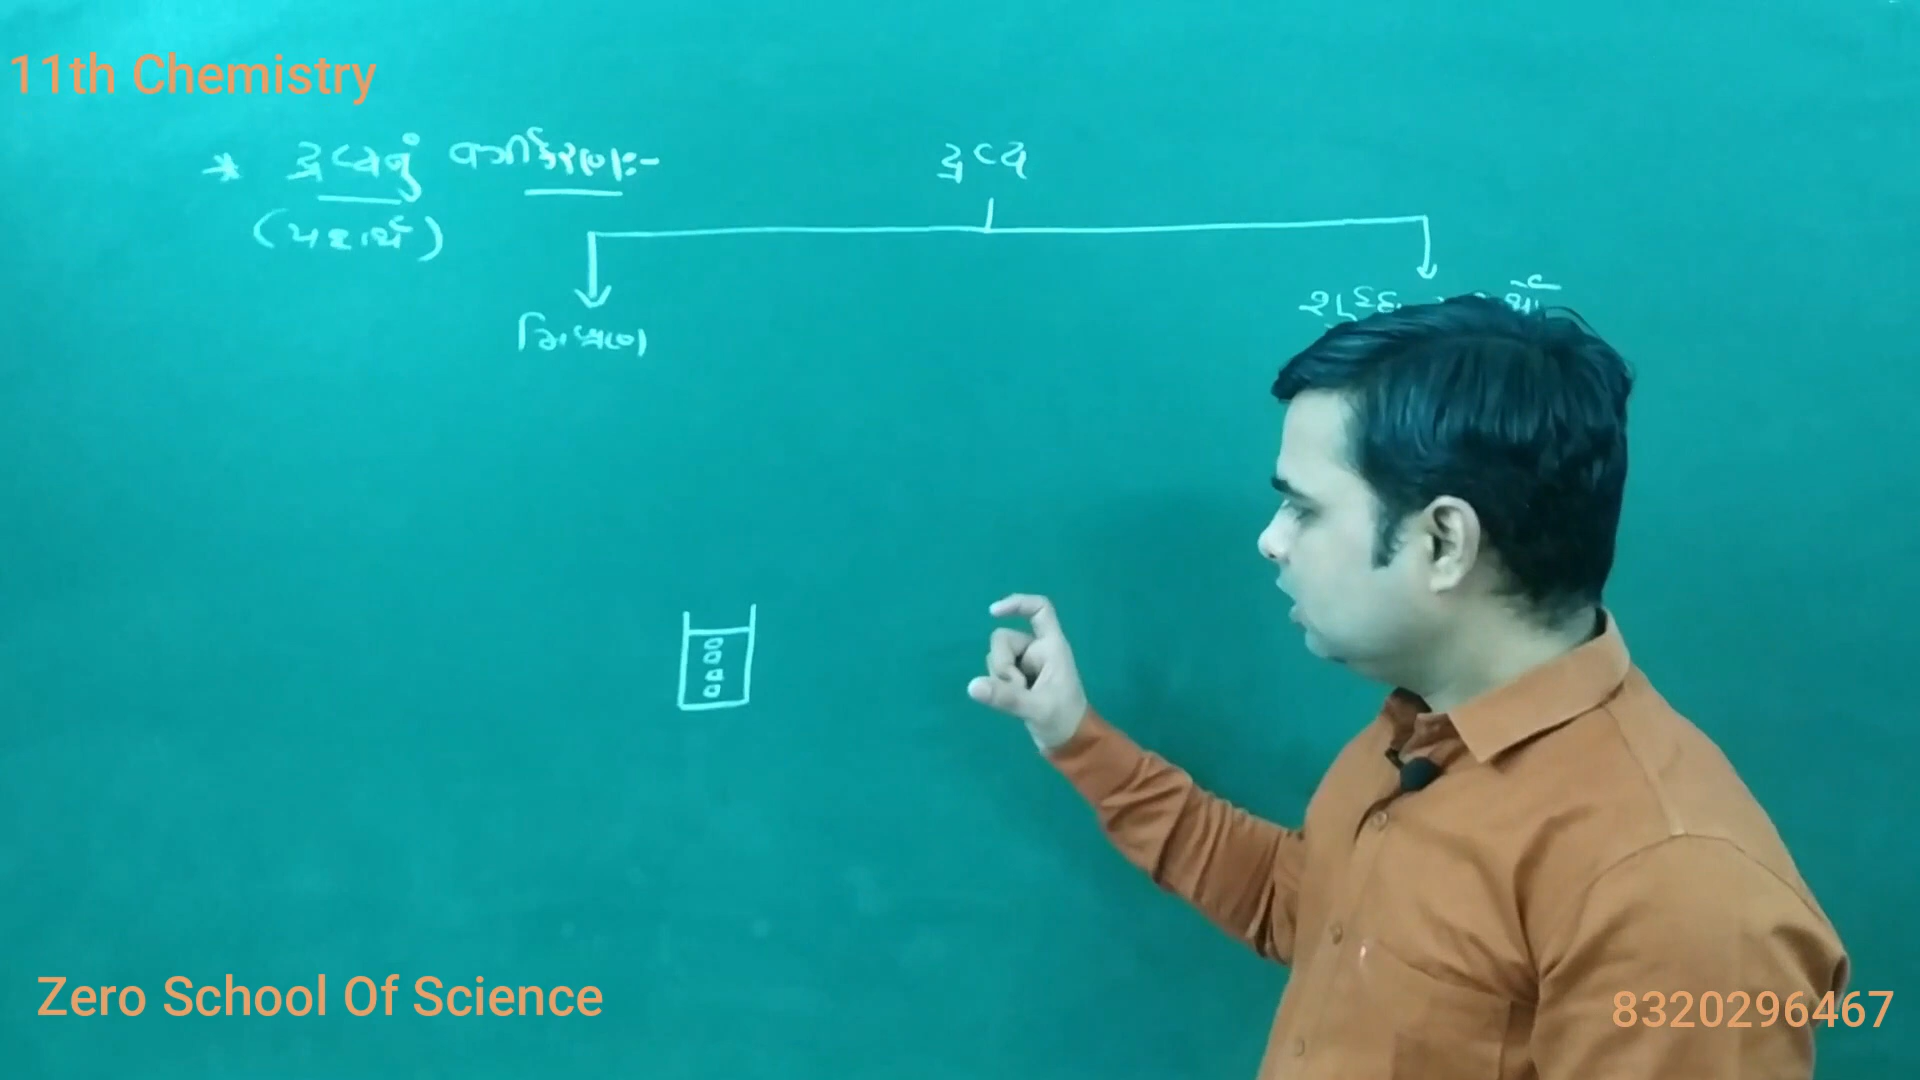 11th Chemistry
* દ્રવ્યનું વર્ગીકરણ:-
(પદાર્થ)
દ્રવ્ય
મિશ્રણ
શુદ્ધ
Zero School Of Science
8320296467